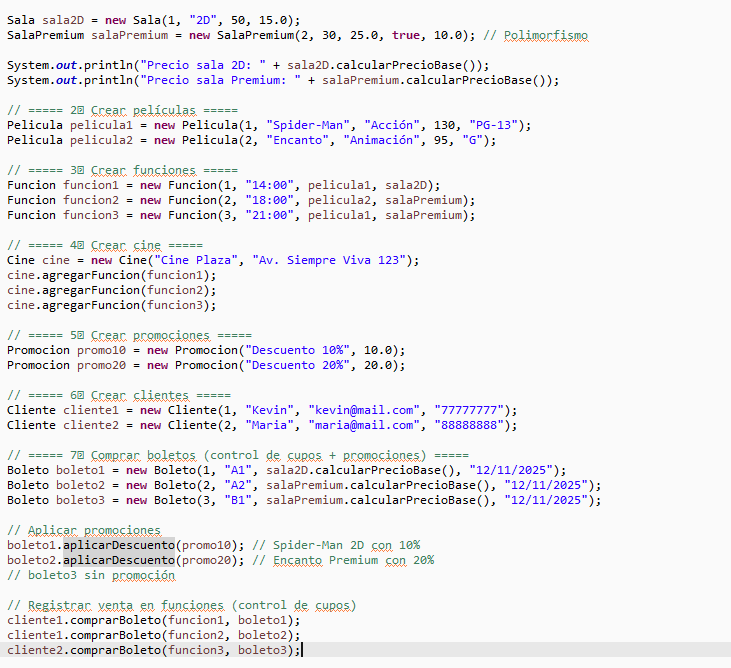 Sala sala2D = new Sala(1, "2D", 50, 15.0);
SalaPremium salaPremium = new SalaPremium(2, 30, 25.0, true, 10.0); // Polimorfismo
System.out.println("Precio sala 2D: " + sala2D.calcularPrecioBase());
System.out.println("Precio sala Premium: " + salaPremium.calcularPrecioBase());
// ===== 2 Crear películas =====
Pelicula pelicula1 = new Pelicula(1, "Spider-Man", "Acción", 130, "PG-13");
Pelicula pelicula2 = new Pelicula(2, "Encanto", "Animación", 95, "G");
// ===== 3 Crear funciones =====
Funcion funcion1 = new Funcion(1, "14:00", pelicula1, sala2D);
Funcion funcion2 = new Funcion(2, "18:00", pelicula2, salaPremium);
Funcion funcion3 = new Funcion(3, "21:00", pelicula1, salaPremium);
// ===== 4 Crear cine =====
Cine cine = new Cine("Cine Plaza", "Av. Siempre Viva 123");
cine.agregarFuncion(funcion1);
cine.agregarFuncion(funcion2);
cine.agregarFuncion(funcion3);
// ===== 5 Crear promociones =====
Promocion promo10 = new Promocion("Descuento 10%", 10.0);
Promocion promo20 = new Promocion("Descuento 20%", 20.0);
// ===== 6 Crear clientes =====
Cliente cliente1 = new Cliente(1, "Kevin", "kevin@mail.com", "77777777");
Cliente cliente2 = new Cliente(2, "Maria", "maria@mail.com", "88888888");
// ===== 7 Comprar boletos (control de cupos + promociones) =====
Boleto boleto1 = new Boleto(1, "A1", sala2D.calcularPrecioBase(), "12/11/2025");
Boleto boleto2 = new Boleto(2, "A2", salaPremium.calcularPrecioBase(), "12/11/2025");
Boleto boleto3 = new Boleto(3, "B1", salaPremium.calcularPrecioBase(), "12/11/2025");
// Aplicar promociones
boleto1.aplicarDescuento(promo10); // Spider-Man 2D con 10%
boleto2.aplicarDescuento(promo20); // Encanto Premium con 20%
// boleto3 sin promoción
// Registrar venta en funciones (control de cupos)
cliente1.comprarBoleto(funcion1, boleto1);
cliente1.comprarBoleto(funcion2, boleto2);
cliente2.comprarBoleto(funcion3, boleto3);